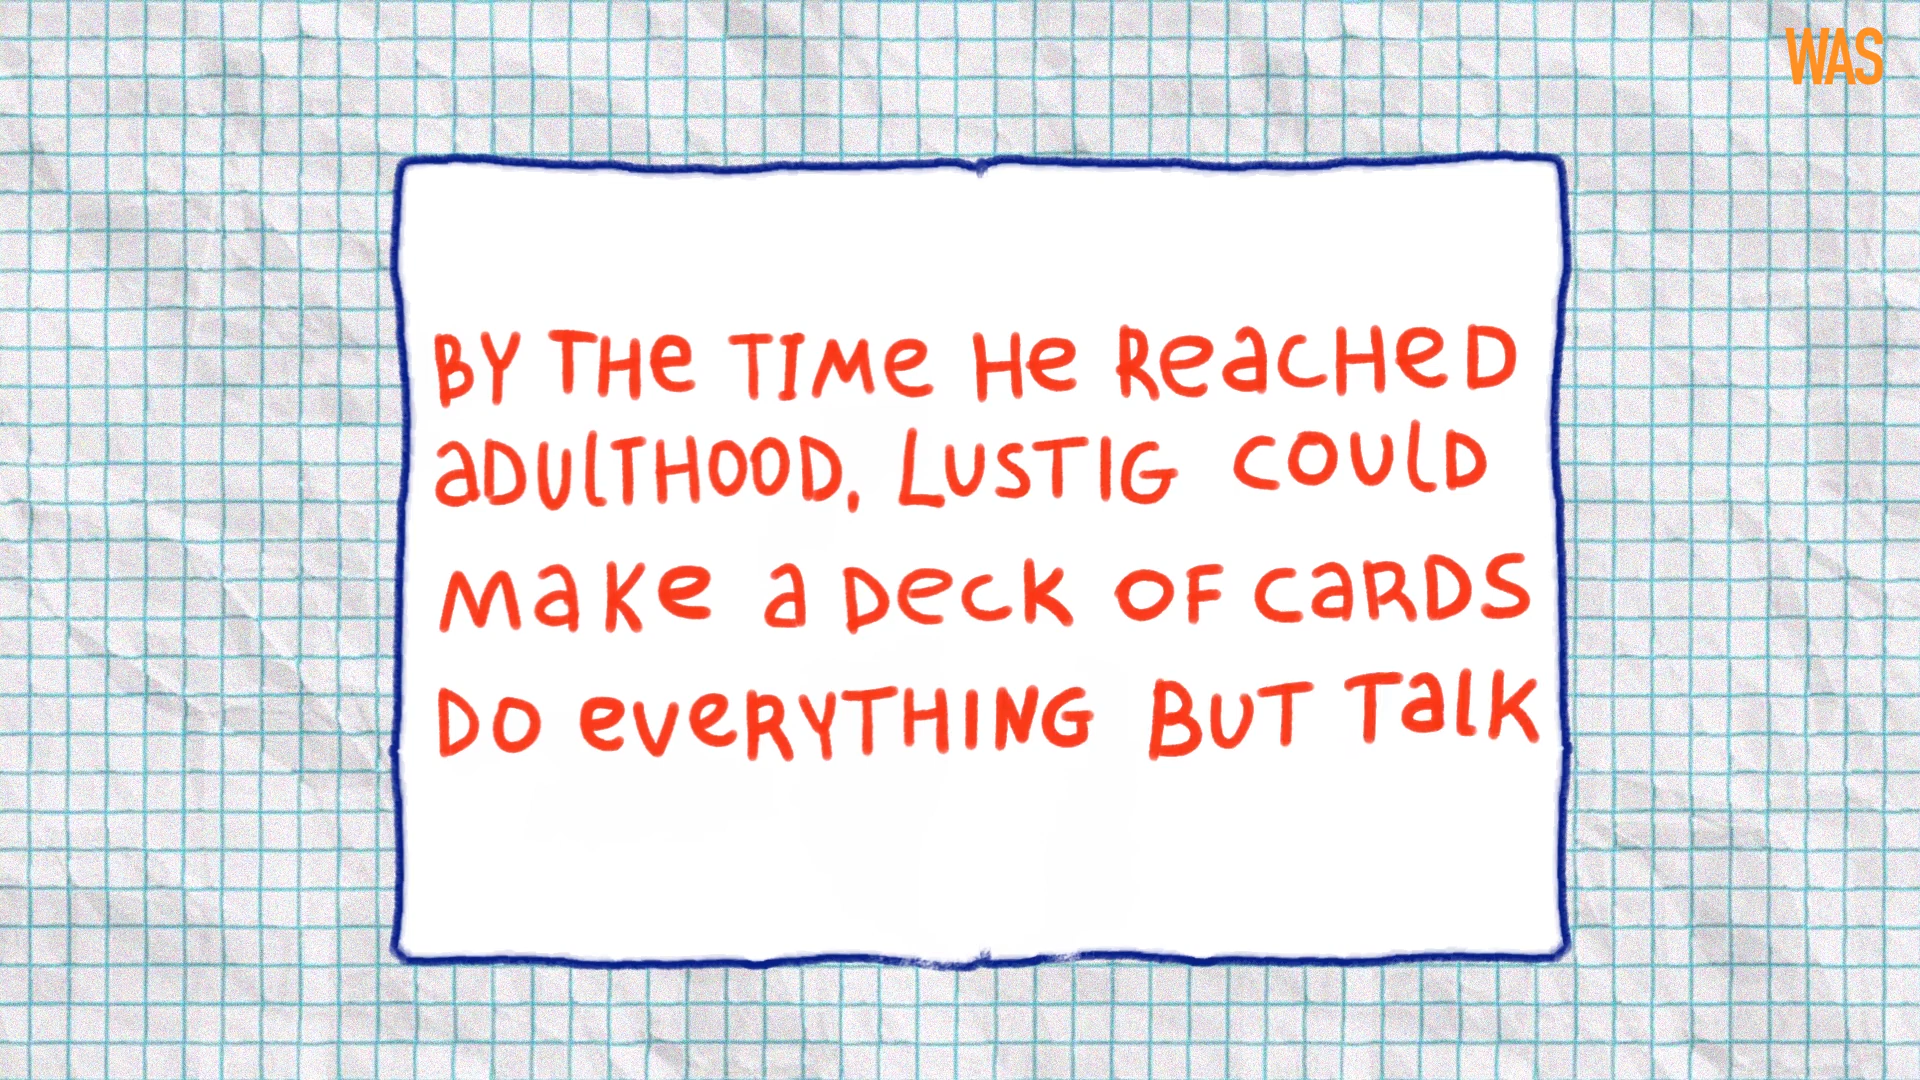 WAS
BY THE TIME HE REACHED
ADULTHOOD, LUSTIG COULD
MAKE A DECK OF CARDS
DO EVERYTHING BUT TALK